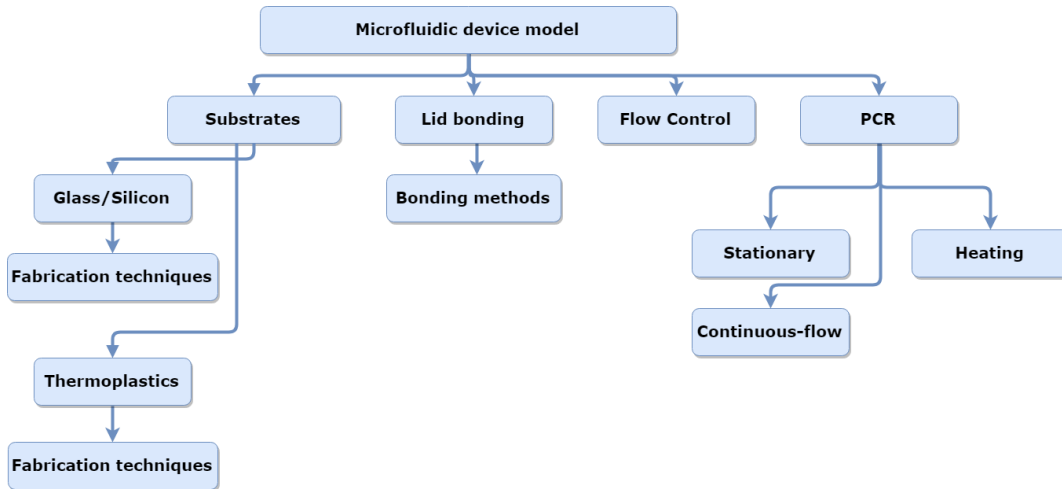 Microfluidic device model
Substrates
Lid bonding
Flow Control
PCR
Glass/Silicon
Bonding methods
Stationary
Heating
Fabrication techniques
Continuous-flow
Thermoplastics
Fabrication techniques